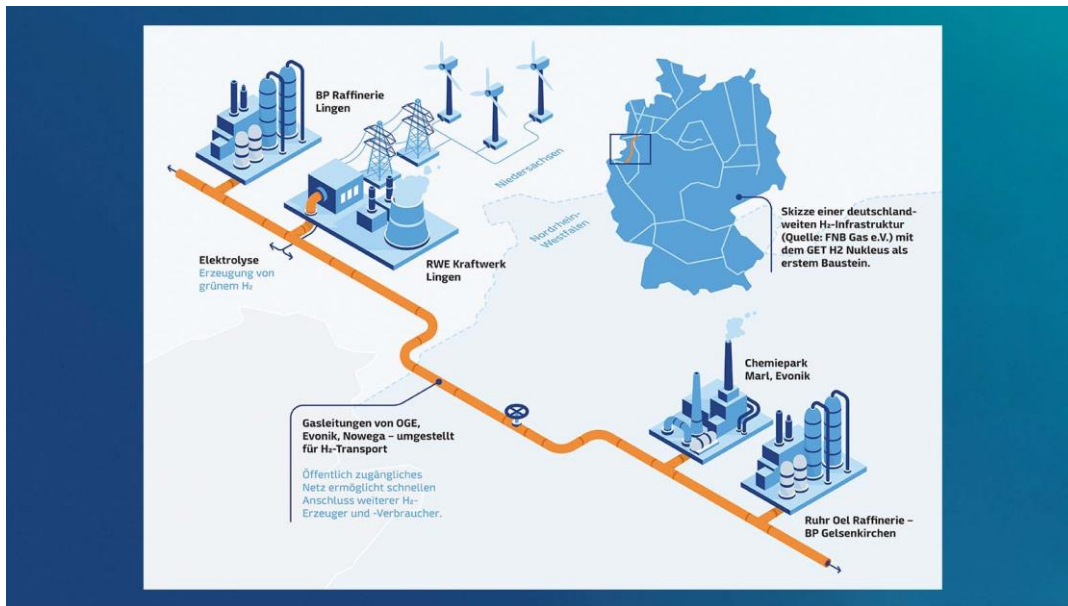 BP Raffinerie
Lingen
Niedersachsen
Nordrhein-
Westfalen
Skizze einer deutschland-
weiten H₂-Infrastruktur
(Quelle: FNB Gas e.V.) mit
dem GET H2 Nukleus als
erstem Baustein.
Elektrolyse
Erzeugung von
grünem H₂
RWE Kraftwerk
Lingen
Chemiepark
Marl, Evonik
Gasleitungen von OGE,
Evonik, Nowega – umgestellt
für H₂-Transport
Öffentlich zugängliches
Netz ermöglicht schnellen
Anschluss weiterer H₂-
Erzeuger und -Verbraucher.
Ruhr Oel Raffinerie –
BP Gelsenkirchen